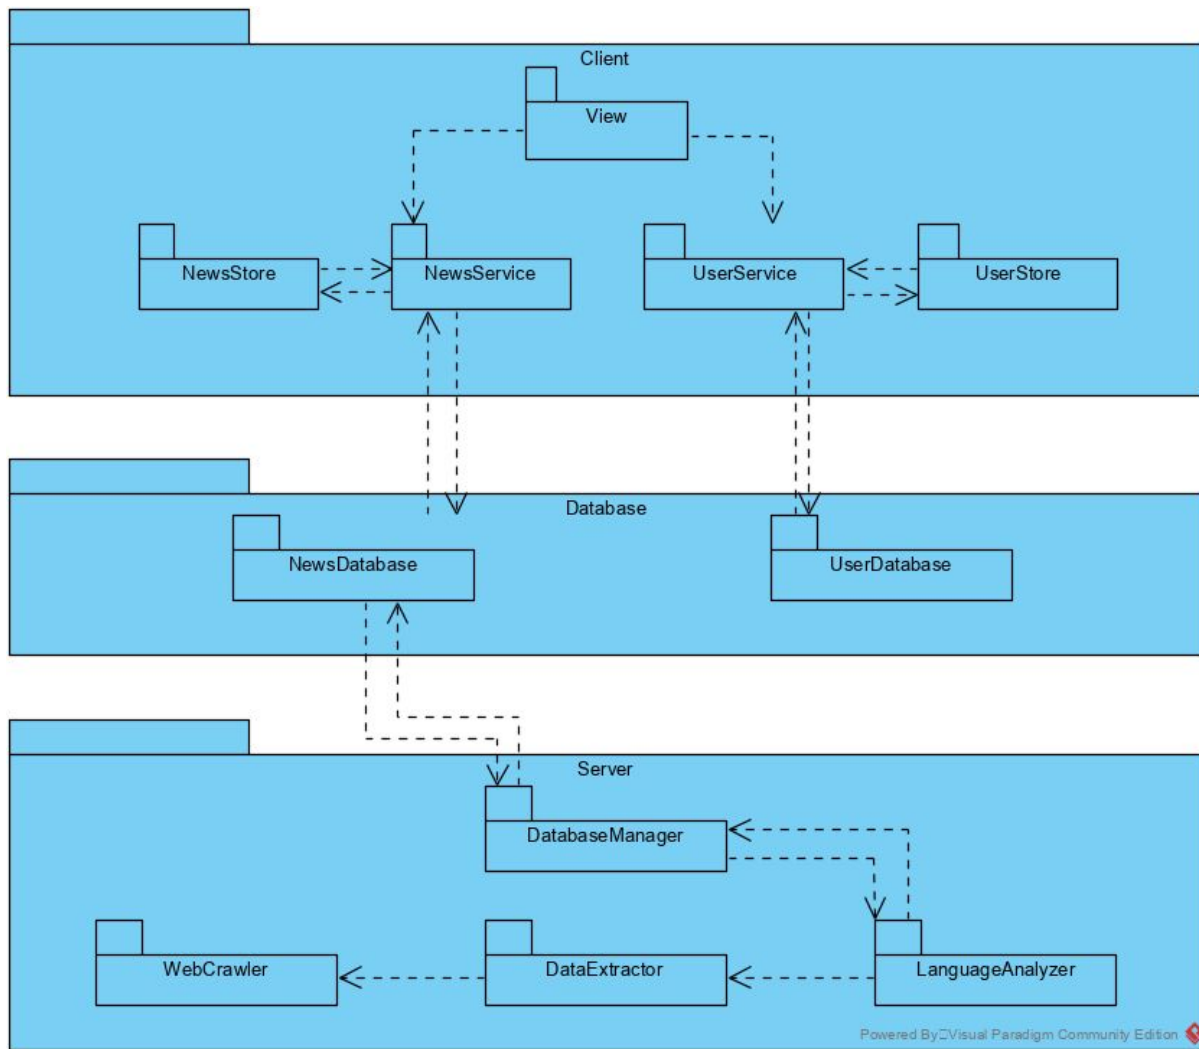 Client
View
NewsStore
NewsService
UserService
UserStore
Database
NewsDatabase
UserDatabase
Server
DatabaseManager
WebCrawler
DataExtractor
LanguageAnalyzer
Powered By Visual Paradigm Community Edition